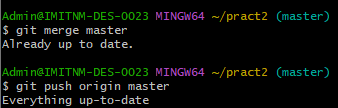 Admin@IMITNM-DES-0023 MINGW64 ~/pract2 (master)
$ git merge master
Already up to date.
Admin@IMITNM-DES-0023 MINGW64 ~/pract2 (master)
$ git push origin master
Everything up-to-date